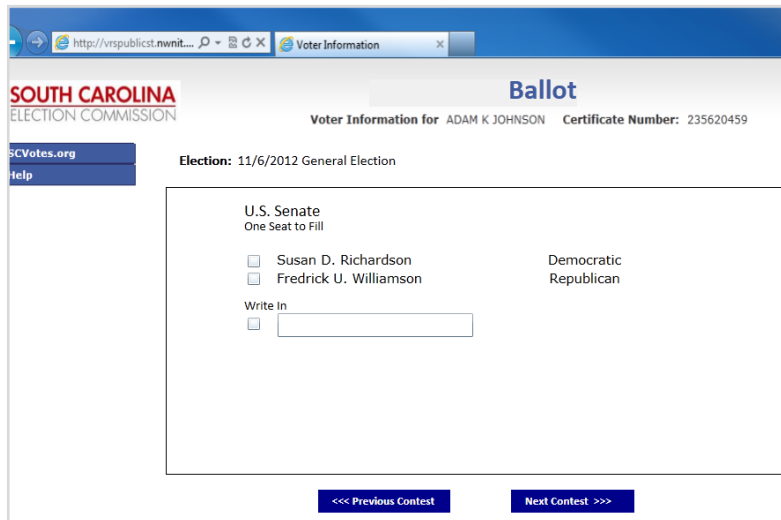 http://vrspublicst.nwnit.... Voter Information
SOUTH CAROLINA
ELECTION COMMISSION
Ballot
Voter Information for ADAM K JOHNSON Certificate Number: 235620459
SCVotes.org
Help
Election: 11/6/2012 General Election
U.S. Senate
One Seat to Fill
Susan D. Richardson Democratic
Fredrick U. Williamson Republican
Write In
<<< Previous Contest Next Contest >>>